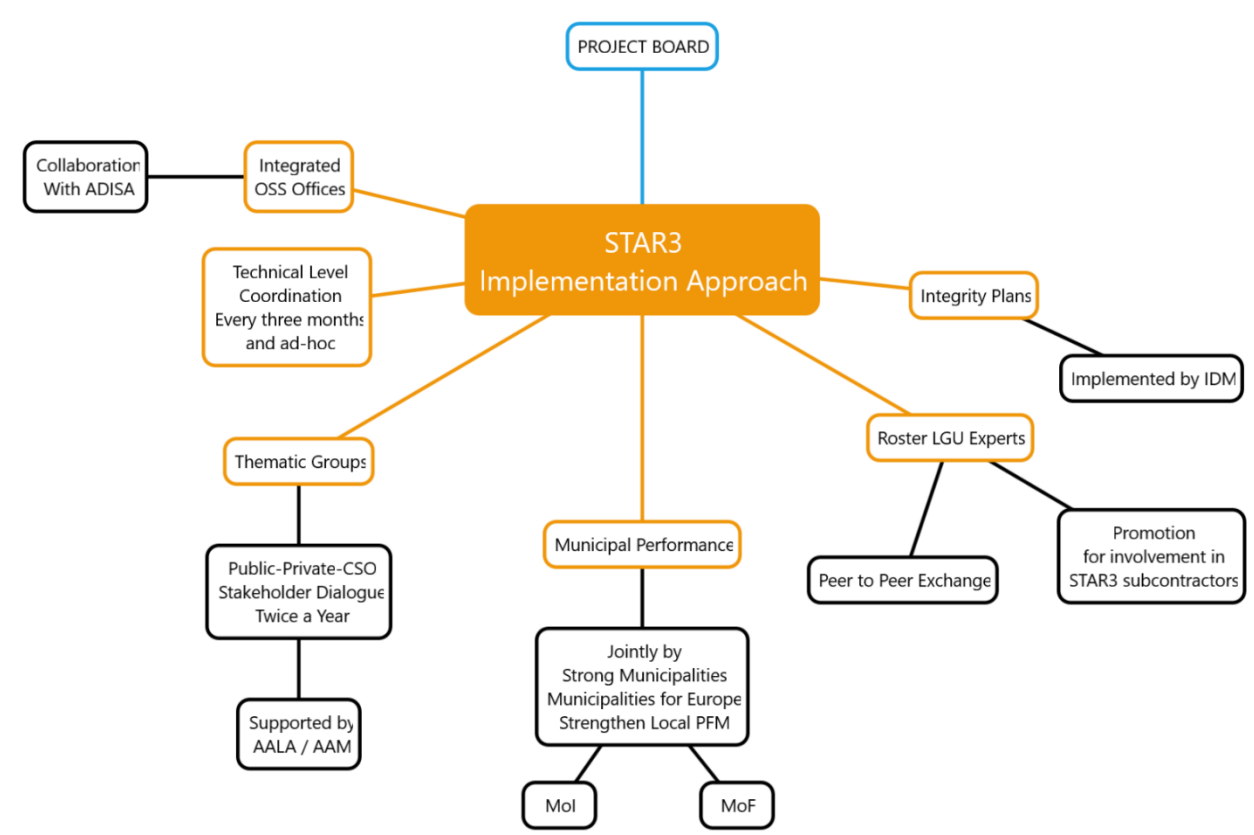 PROJECT BOARD
Collaboration
With ADISA
Integrated
OSS Offices
STAR3
Implementation Approach
Technical Level
Coordination
Every three months
and ad-hoc
Integrity Plans
Implemented by IDM
Roster LGU Experts
Thematic Groups
Promotion
for involvement in
STAR3 subcontractors
Municipal Performance
Peer to Peer Exchange
Public-Private-CSO
Stakeholder Dialogue
Twice a Year
Jointly by
Strong Municipalities
Municipalities for Europe
Strengthen Local PFM
Supported by
AALA / AAM
MoI
MoF